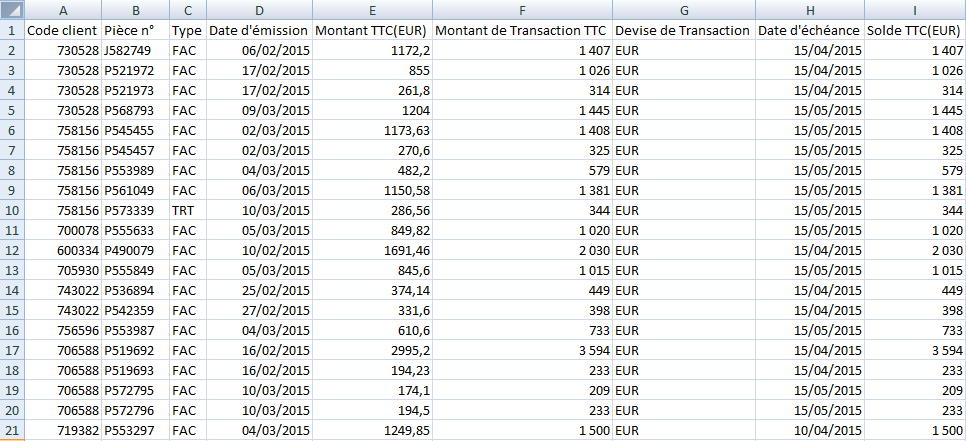 A B C D E F G H I
1 Code client Pièce n° Type Date d'émission Montant TTC(EUR) Montant de Transaction TTC Devise de Transaction Date d'échéance Solde TTC(EUR)
2 730528 J582749 FAC 06/02/2015 1172,2 1 407 EUR 15/04/2015 1 407
3 730528 P521972 FAC 17/02/2015 855 1 026 EUR 15/04/2015 1 026
4 730528 P521973 FAC 17/02/2015 261,8 314 EUR 15/04/2015 314
5 730528 P568793 FAC 09/03/2015 1204 1 445 EUR 15/05/2015 1 445
6 758156 P545455 FAC 02/03/2015 1173,63 1 408 EUR 15/05/2015 1 408
7 758156 P545457 FAC 02/03/2015 270,6 325 EUR 15/05/2015 325
8 758156 P553989 FAC 04/03/2015 482,2 579 EUR 15/05/2015 579
9 758156 P561049 FAC 06/03/2015 1150,58 1 381 EUR 15/05/2015 1 381
10 758156 P573339 TRT 10/03/2015 286,56 344 EUR 15/05/2015 344
11 700078 P555633 FAC 05/03/2015 849,82 1 020 EUR 15/05/2015 1 020
12 600334 P490079 FAC 10/02/2015 1691,46 2 030 EUR 15/04/2015 2 030
13 705930 P555849 FAC 05/03/2015 845,6 1 015 EUR 15/05/2015 1 015
14 743022 P536894 FAC 25/02/2015 374,14 449 EUR 15/04/2015 449
15 743022 P542359 FAC 27/02/2015 331,6 398 EUR 15/04/2015 398
16 756596 P553987 FAC 04/03/2015 610,6 733 EUR 15/05/2015 733
17 706588 P519692 FAC 16/02/2015 2995,2 3 594 EUR 15/04/2015 3 594
18 706588 P519693 FAC 16/02/2015 194,23 233 EUR 15/04/2015 233
19 706588 P572795 FAC 10/03/2015 174,1 209 EUR 15/05/2015 209
20 706588 P572796 FAC 10/03/2015 194,5 233 EUR 15/05/2015 233
21 719382 P553297 FAC 04/03/2015 1249,85 1 500 EUR 10/04/2015 1 500